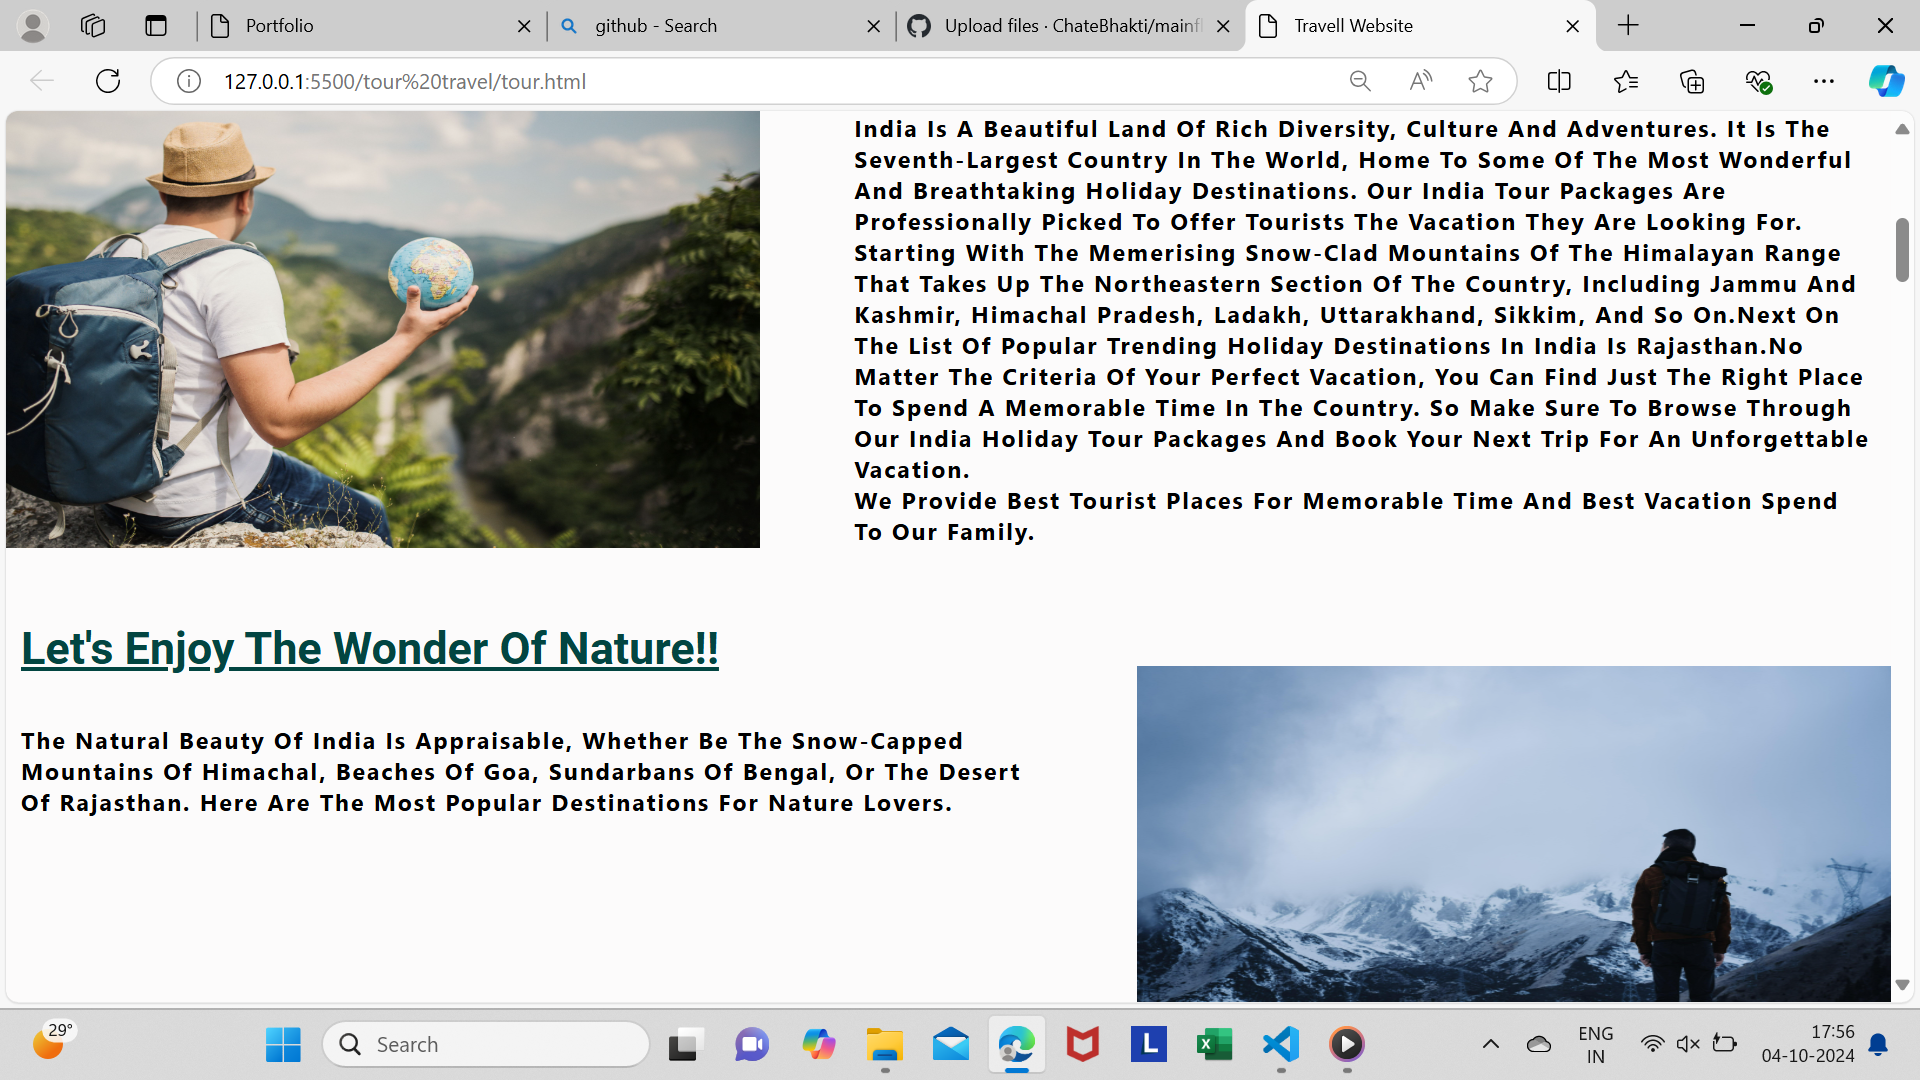 Portfolio
github - Search
Upload files · ChateBhakti/mainfl
Travell Website
127.0.0.1:5500/tour%20travel/tour.html
India Is A Beautiful Land Of Rich Diversity, Culture And Adventures. It Is The
Seventh-Largest Country In The World, Home To Some Of The Most Wonderful
And Breathtaking Holiday Destinations. Our India Tour Packages Are
Professionally Picked To Offer Tourists The Vacation They Are Looking For.
Starting With The Memerising Snow-Clad Mountains Of The Himalayan Range
That Takes Up The Northeastern Section Of The Country, Including Jammu And
Kashmir, Himachal Pradesh, Ladakh, Uttarakhand, Sikkim, And So On.Next On
The List Of Popular Trending Holiday Destinations In India Is Rajasthan.No
Matter The Criteria Of Your Perfect Vacation, You Can Find Just The Right Place
To Spend A Memorable Time In The Country. So Make Sure To Browse Through
Our India Holiday Tour Packages And Book Your Next Trip For An Unforgettable
Vacation.
We Provide Best Tourist Places For Memorable Time And Best Vacation Spend
To Our Family.
Let's Enjoy The Wonder Of Nature!!
The Natural Beauty Of India Is Appraisable, Whether Be The Snow-Capped
Mountains Of Himachal, Beaches Of Goa, Sundarbans Of Bengal, Or The Desert
Of Rajasthan. Here Are The Most Popular Destinations For Nature Lovers.
29°
Search
L
ENG
IN
17:56
04-10-2024